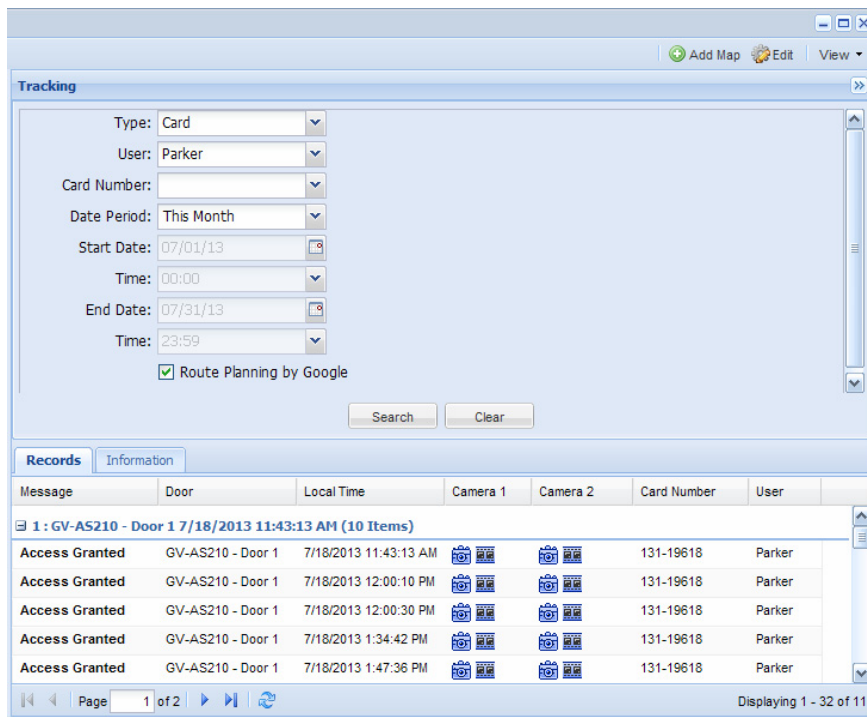 Add Map Edit View
Tracking
Type: Card
User: Parker
Card Number:
Date Period: This Month
Start Date: 07/01/13
Time: 00:00
End Date: 07/31/13
Time: 23:59
Route Planning by Google
Search Clear
Records Information
Message Door Local Time Camera 1 Camera 2 Card Number User
1 : GV-AS210 - Door 1 7/18/2013 11:43:13 AM (10 Items)
Access Granted GV-AS210 - Door 1 7/18/2013 11:43:13 AM 131-19618 Parker
Access Granted GV-AS210 - Door 1 7/18/2013 12:00:10 PM 131-19618 Parker
Access Granted GV-AS210 - Door 1 7/18/2013 12:00:30 PM 131-19618 Parker
Access Granted GV-AS210 - Door 1 7/18/2013 1:34:42 PM 131-19618 Parker
Access Granted GV-AS210 - Door 1 7/18/2013 1:47:36 PM 131-19618 Parker
Page 1 of 2 Displaying 1 - 32 of 11